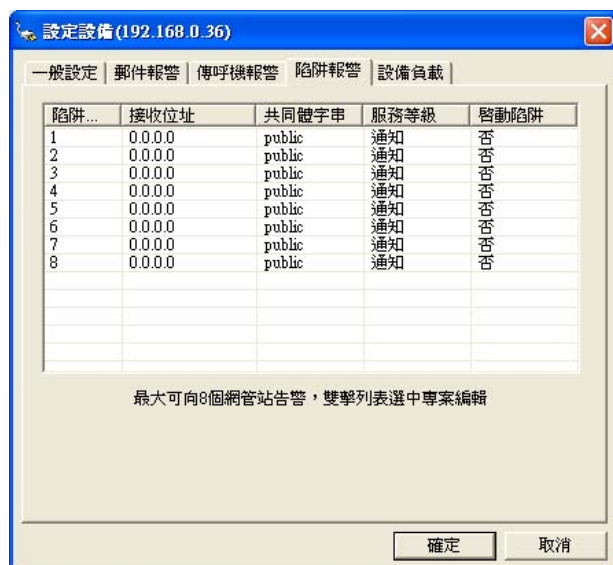 設定設備(192.168.0.36)
一般設定 郵件報警 傳呼機報警 陷阱報警 設備負載
陷阱... 接收位址 共同體字串 服務等級 啓動陷阱
1 0.0.0.0 public 通知 否
2 0.0.0.0 public 通知 否
3 0.0.0.0 public 通知 否
4 0.0.0.0 public 通知 否
5 0.0.0.0 public 通知 否
6 0.0.0.0 public 通知 否
7 0.0.0.0 public 通知 否
8 0.0.0.0 public 通知 否
最大可向8個網管站告警，雙擊列表選中專案編輯
確定 取消